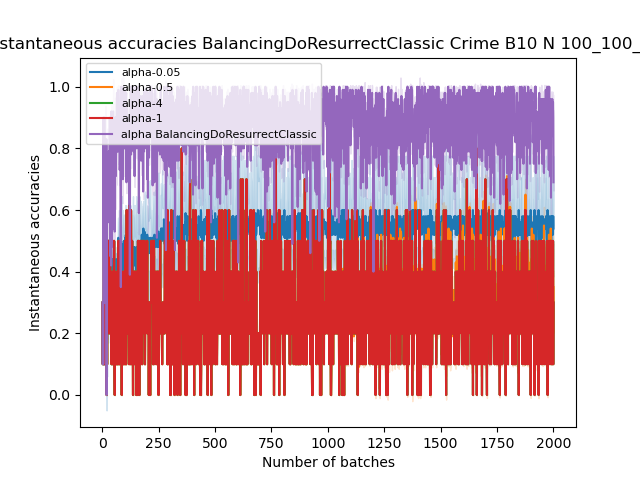 stantaneous accuracies BalancingDoResurrectClassic Crime B10 N 100_100_
alpha-0.05
alpha-0.5
alpha-4
alpha-1
alpha BalancingDoResurrectClassic
Instantaneous accuracies
1.0
0.8
0.6
0.4
0.2
0.0
0
250
500
750
1000
1250
1500
1750
2000
Number of batches